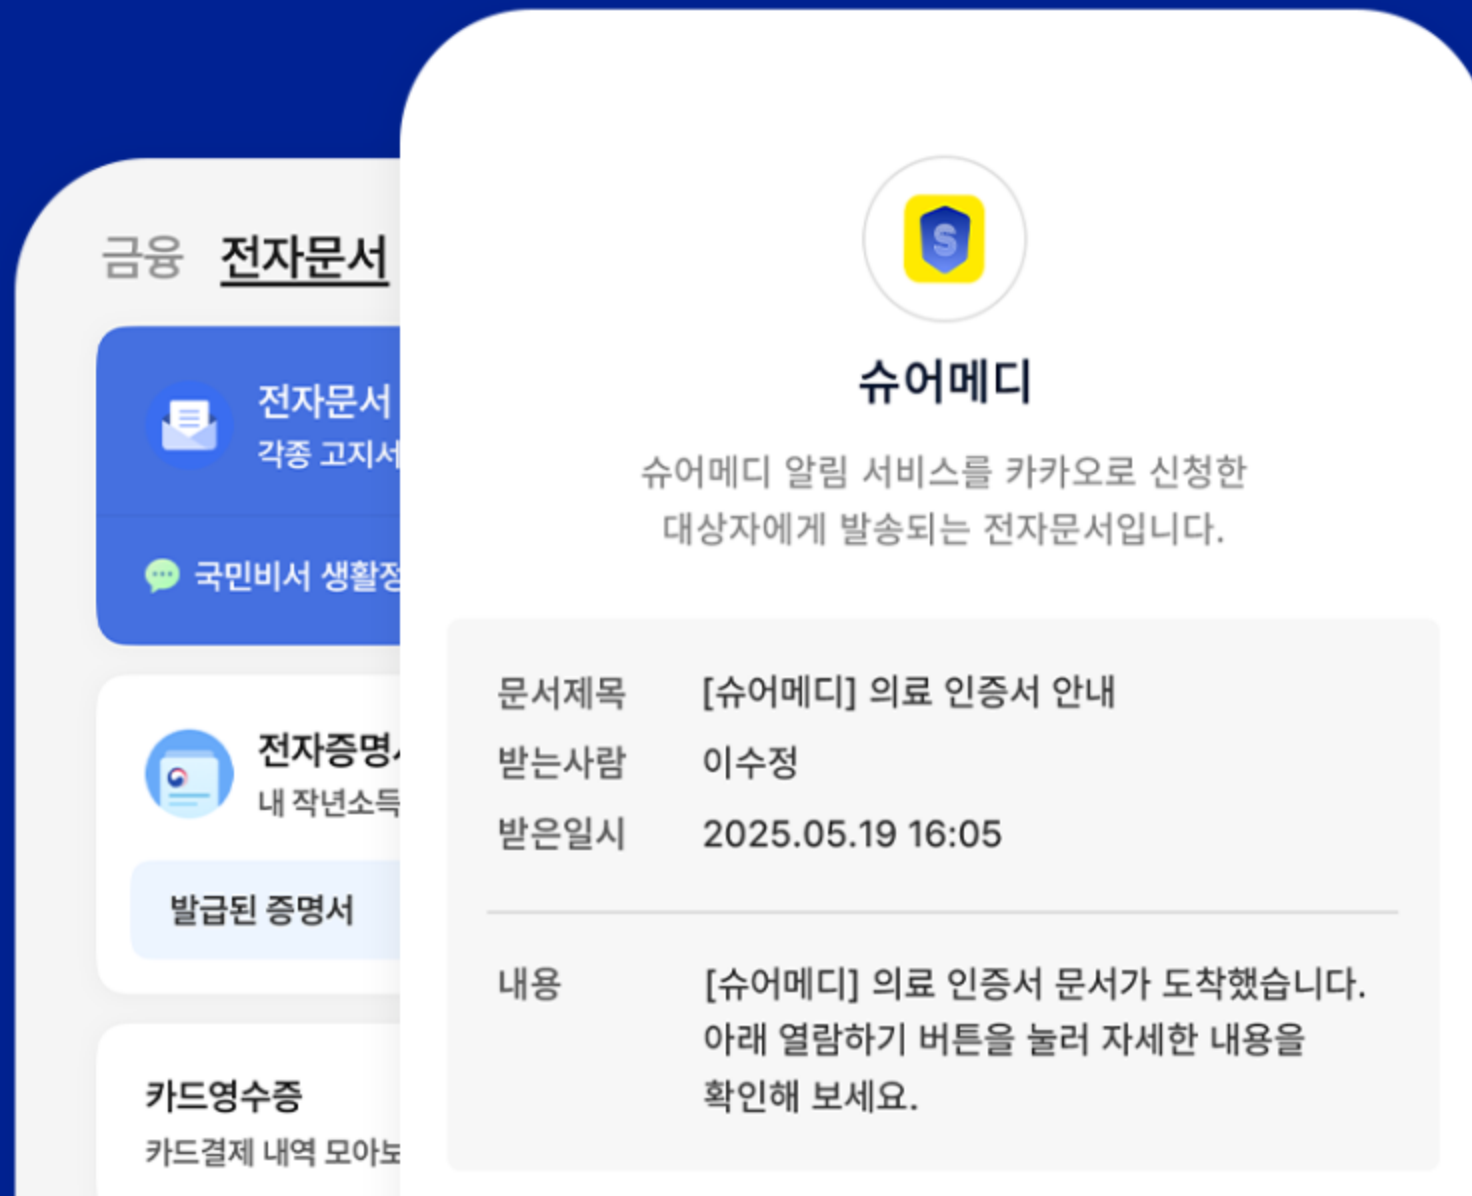 금융 전자문서
전자문서
각종 고지서
국민비서 생활정
전자증명
내 작년소득
발급된 증명서
카드영수증
카드결제 내역 모아보
S
슈어메디
슈어메디 알림 서비스를 카카오로 신청한
대상자에게 발송되는 전자문서입니다.
문서제목 [슈어메디] 의료 인증서 안내
받는사람 이수정
받은일시 2025.05.19 16:05
내용 [슈어메디] 의료 인증서 문서가 도착했습니다.
아래 열람하기 버튼을 눌러 자세한 내용을
확인해 보세요.